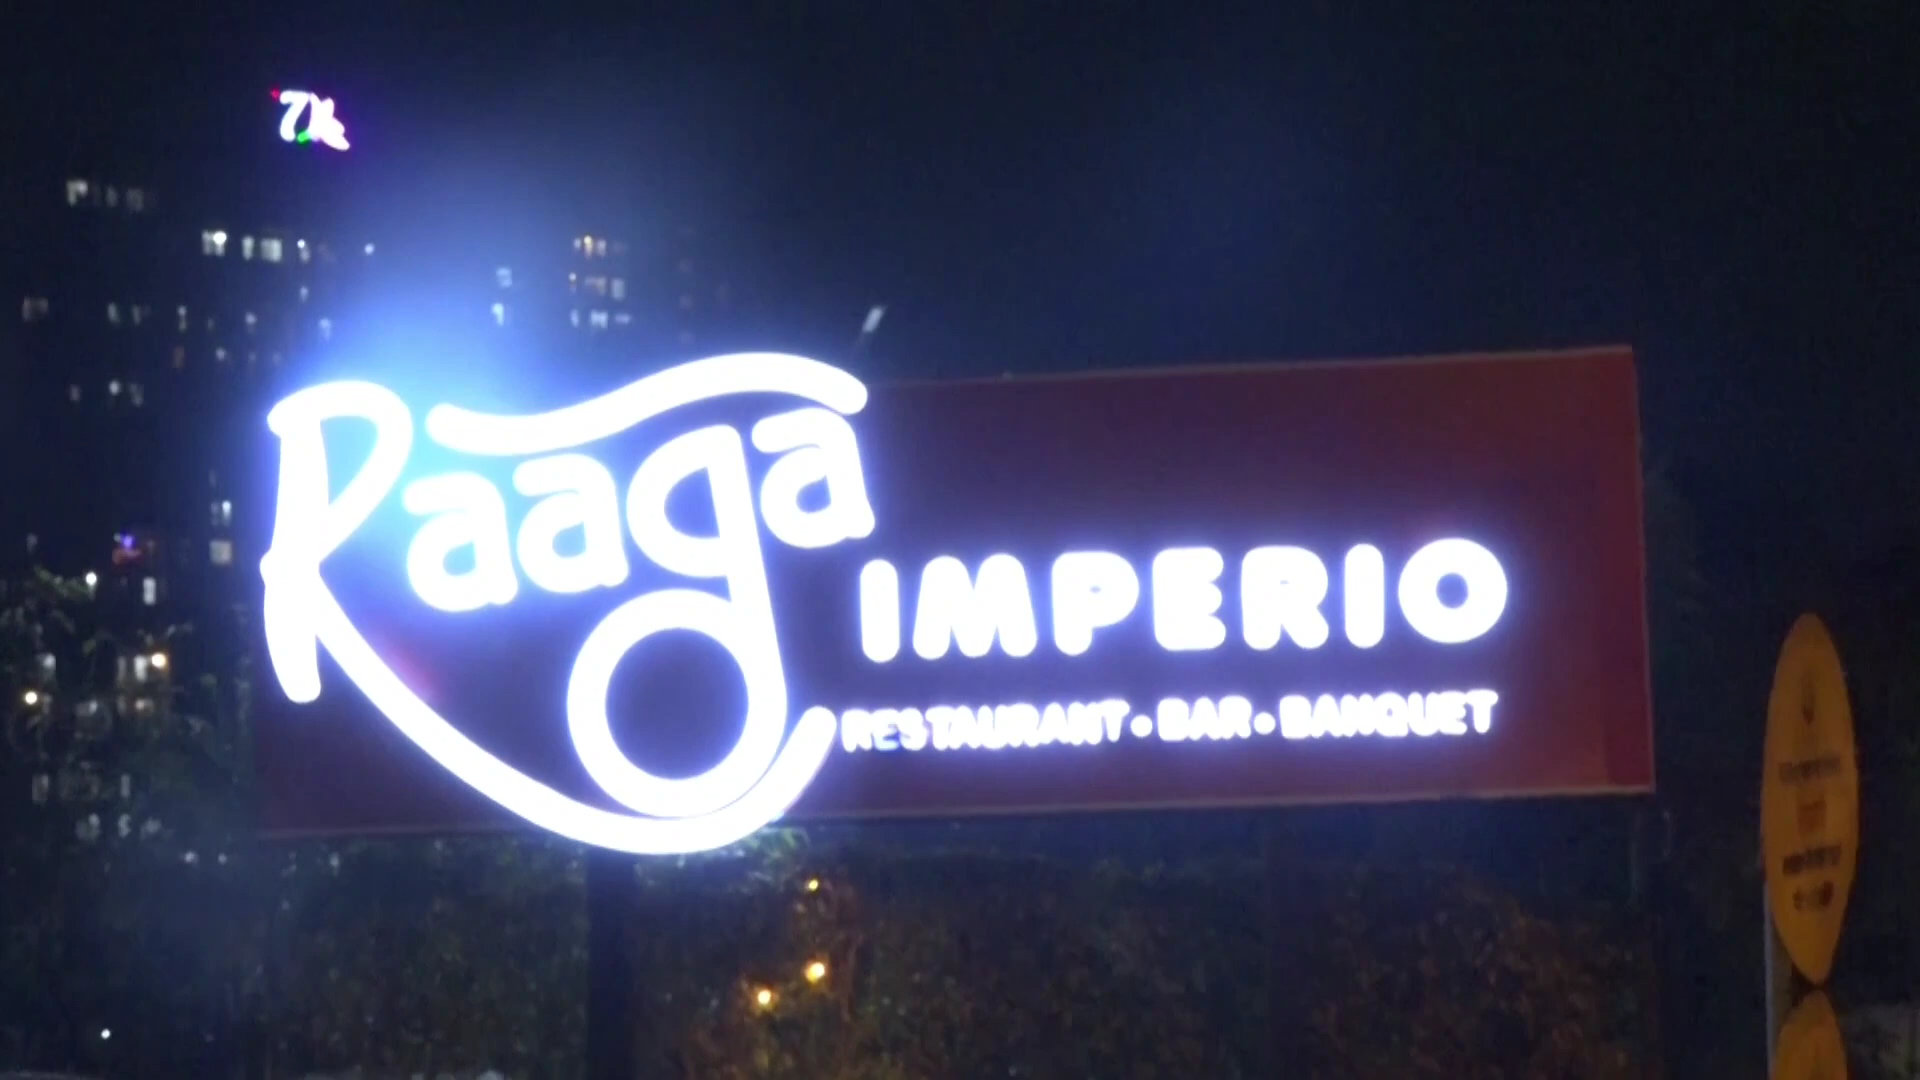 Raaga
IMPERIO
RESTAURANT • BAR • BANQUET